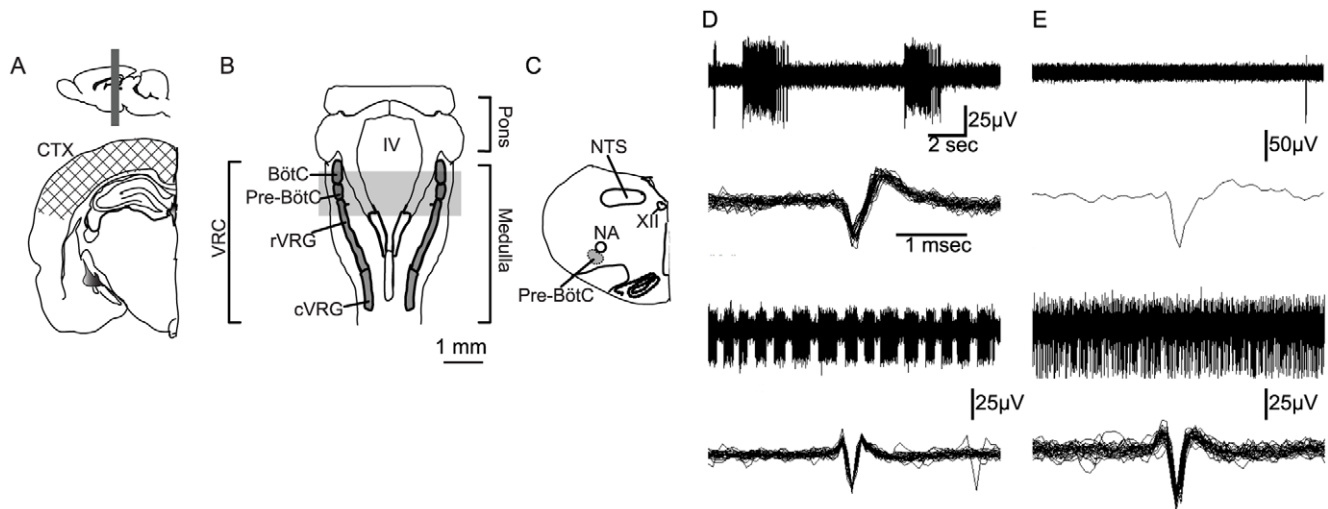 A
CTX
B
IV
BötC
Pre-BötC
rVRG
cVRG
VRC
Pons
Medulla
1 mm
C
NTS
XII
NA
Pre-BötC
D
25µV
2 sec
1 msec
25µV
E
50µV
25µV